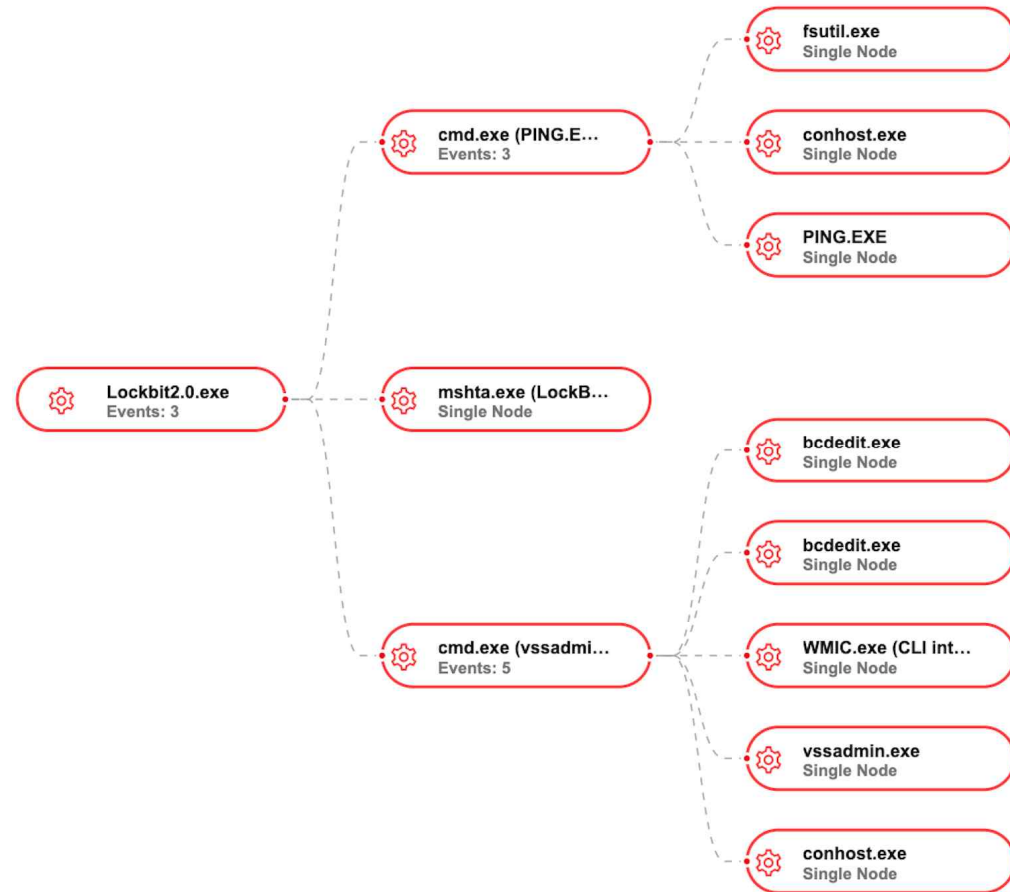 fsutil.exe
Single Node
cmd.exe (PING.E...
Events: 3
conhost.exe
Single Node
PING.EXE
Single Node
Lockbit2.0.exe
Events: 3
mshta.exe (LockB...
Single Node
bcdedit.exe
Single Node
bcdedit.exe
Single Node
cmd.exe (vssadmi...
Events: 5
WMIC.exe (CLI int...
Single Node
vssadmin.exe
Single Node
conhost.exe
Single Node